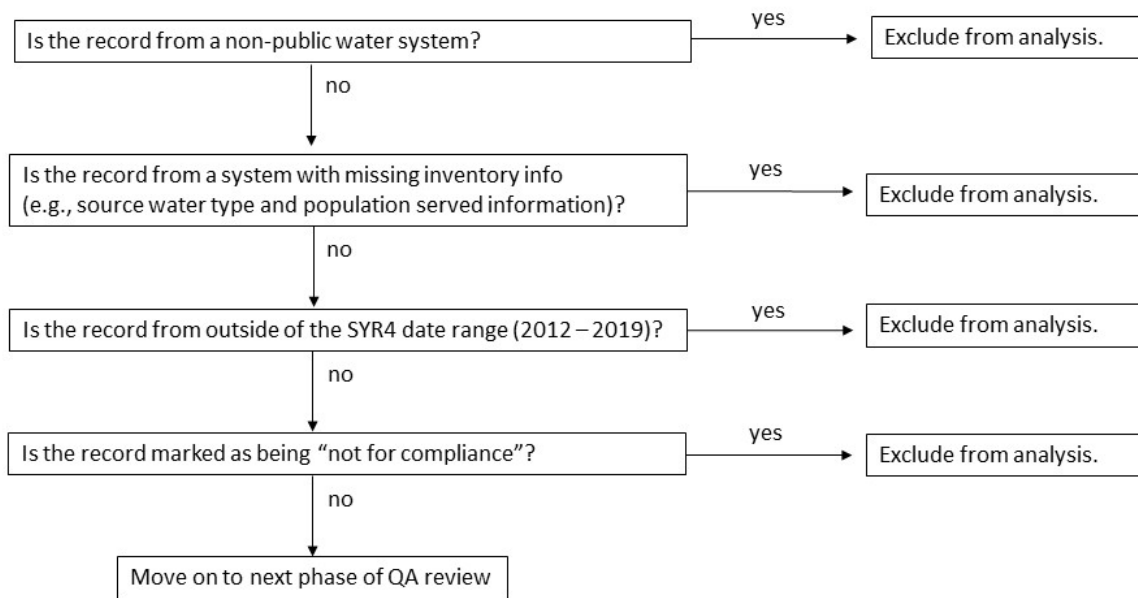 Is the record from a non-public water system?
yes
Exclude from analysis.
no
Is the record from a system with missing inventory info
(e.g., source water type and population served information)?
yes
Exclude from analysis.
no
Is the record from outside of the SYR4 date range (2012 – 2019)?
yes
Exclude from analysis.
no
Is the record marked as being “not for compliance”?
yes
Exclude from analysis.
no
Move on to next phase of QA review